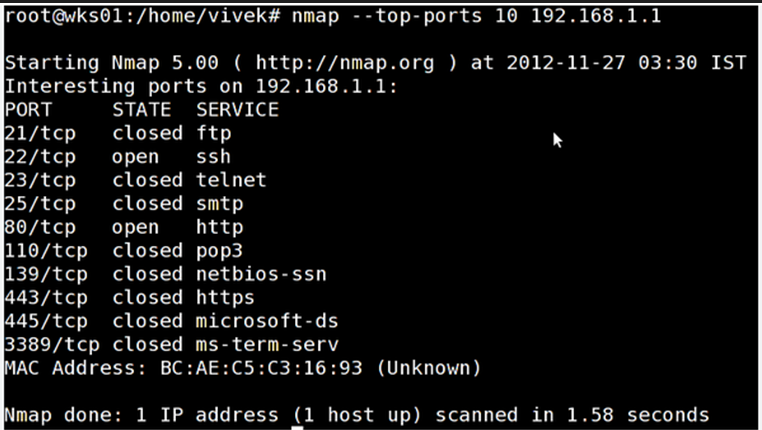 root@wks01:/home/vivek# nmap --top-ports 10 192.168.1.1
Starting Nmap 5.00 ( http://nmap.org ) at 2012-11-27 03:30 IST
Interesting ports on 192.168.1.1:
PORT     STATE  SERVICE
21/tcp   closed ftp
22/tcp   open   ssh
23/tcp   closed telnet
25/tcp   closed smtp
80/tcp   open   http
110/tcp  closed pop3
139/tcp  closed netbios-ssn
443/tcp  closed https
445/tcp  closed microsoft-ds
3389/tcp closed ms-term-serv
MAC Address: BC:AE:C5:C3:16:93 (Unknown)
Nmap done: 1 IP address (1 host up) scanned in 1.58 seconds